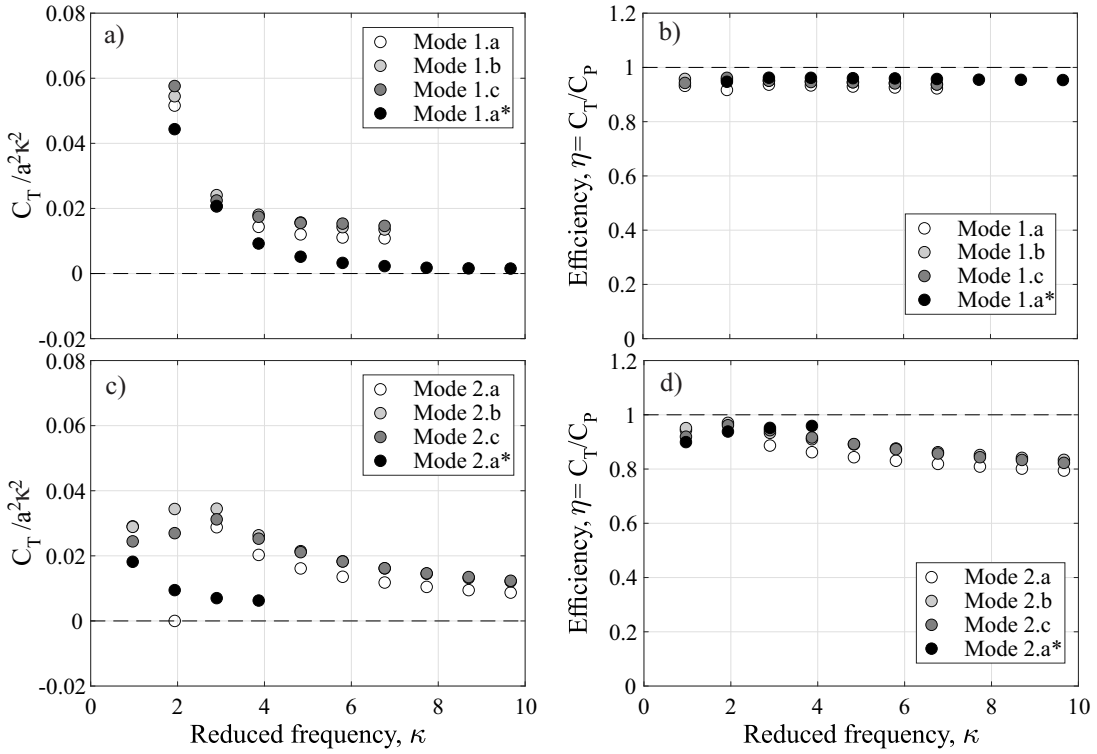 a)
0.08
0.06
0.04
0.02
0
-0.02
C_T /a²κ²
Mode 1.a
Mode 1.b
Mode 1.c
Mode 1.a*
b)
1.2
1
0.8
0.6
0.4
0.2
0
Efficiency, η= C_T/C_P
Mode 1.a
Mode 1.b
Mode 1.c
Mode 1.a*
c)
0.08
0.06
0.04
0.02
0
-0.02
C_T /a²κ²
Mode 2.a
Mode 2.b
Mode 2.c
Mode 2.a*
0 2 4 6 8 10
Reduced frequency, κ
d)
1.2
1
0.8
0.6
0.4
0.2
0
Efficiency, η= C_T/C_P
Mode 2.a
Mode 2.b
Mode 2.c
Mode 2.a*
0 2 4 6 8 10
Reduced frequency, κ